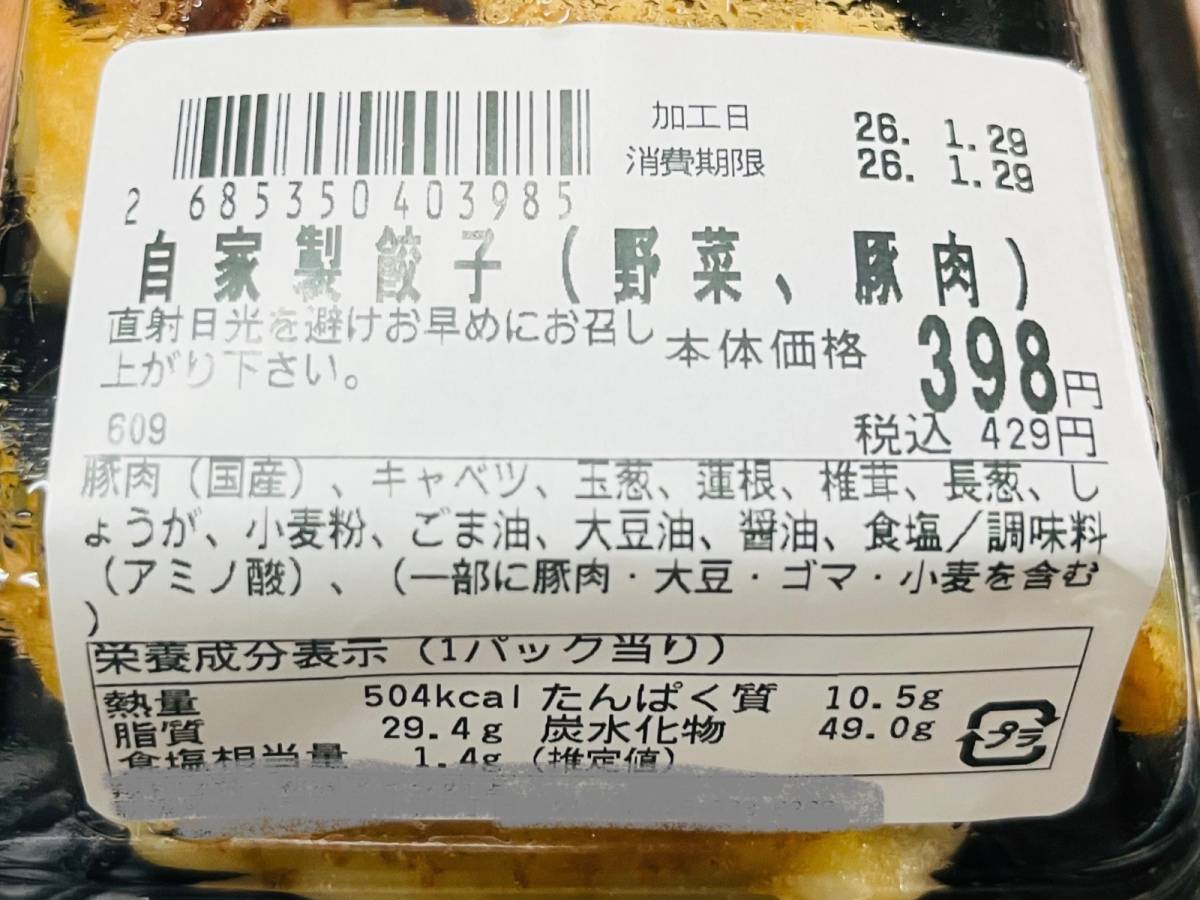 加工日 26. 1.29
消費期限 26. 1.29
2 685350 403985
自家製餃子(野菜、豚肉)
直射日光を避けお早めにお召し
上がり下さい。
本体価格 398円
609
税込 429円
豚肉(国産)、キャベツ、玉葱、蓮根、椎茸、長葱、し
ょうが、小麦粉、ごま油、大豆油、醤油、食塩/調味料
(アミノ酸)、(一部に豚肉・大豆・ゴマ・小麦を含む
)
栄養成分表示(1パック当り)
熱量 504kcal たんぱく質 10.5g
脂質 29.4g 炭水化物 49.0g
食塩相当量 1.4g (推定値)
プラ